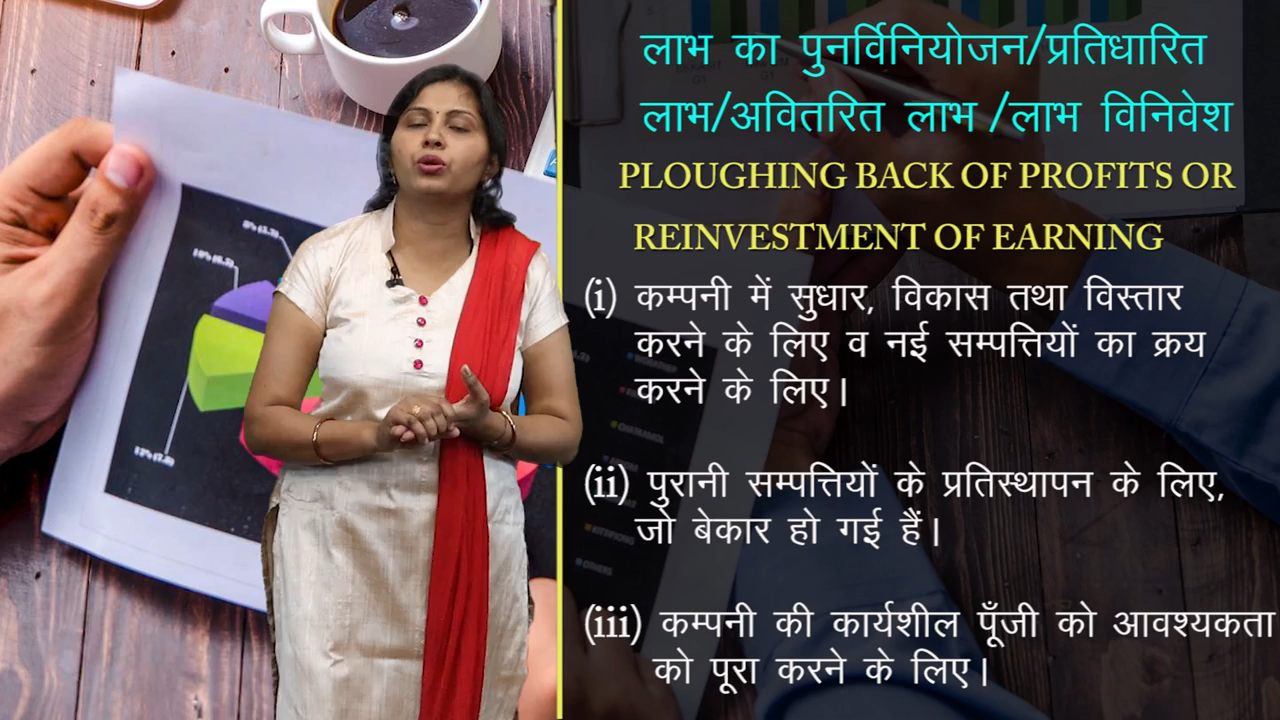 लाभ का पुनर्विनियोजन/प्रतिधारित
लाभ/अवितरित लाभ /लाभ विनिवेश
PLOUGHING BACK OF PROFITS OR
REINVESTMENT OF EARNING
(i) कम्पनी में सुधार, विकास तथा विस्तार
करने के लिए व नई सम्पत्तियों का क्रय
करने के लिए।
(ii) पुरानी सम्पत्तियों के प्रतिस्थापन के लिए,
जो बेकार हो गई हैं।
(iii) कम्पनी की कार्यशील पूँजी को आवश्यकता
को पूरा करने के लिए।